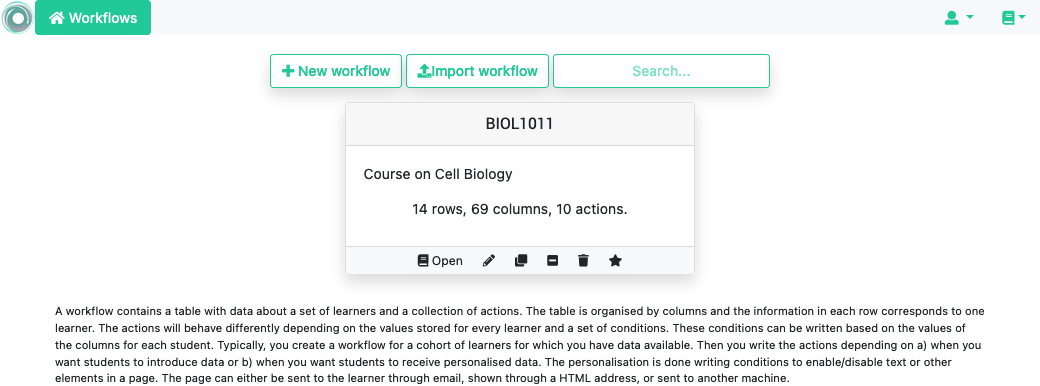 Workflows
New workflow
Import workflow
Search...
BIOL1011
Course on Cell Biology
14 rows, 69 columns, 10 actions.
Open
A workflow contains a table with data about a set of learners and a collection of actions. The table is organised by columns and the information in each row corresponds to one
learner. The actions will behave differently depending on the values stored for every learner and a set of conditions. These conditions can be written based on the values of
the columns for each student. Typically, you create a workflow for a cohort of learners for which you have data available. Then you write the actions depending on a) when you
want students to introduce data or b) when you want students to receive personalised data. The personalisation is done writing conditions to enable/disable text or other
elements in a page. The page can either be sent to the learner through email, shown through a HTML address, or sent to another machine.